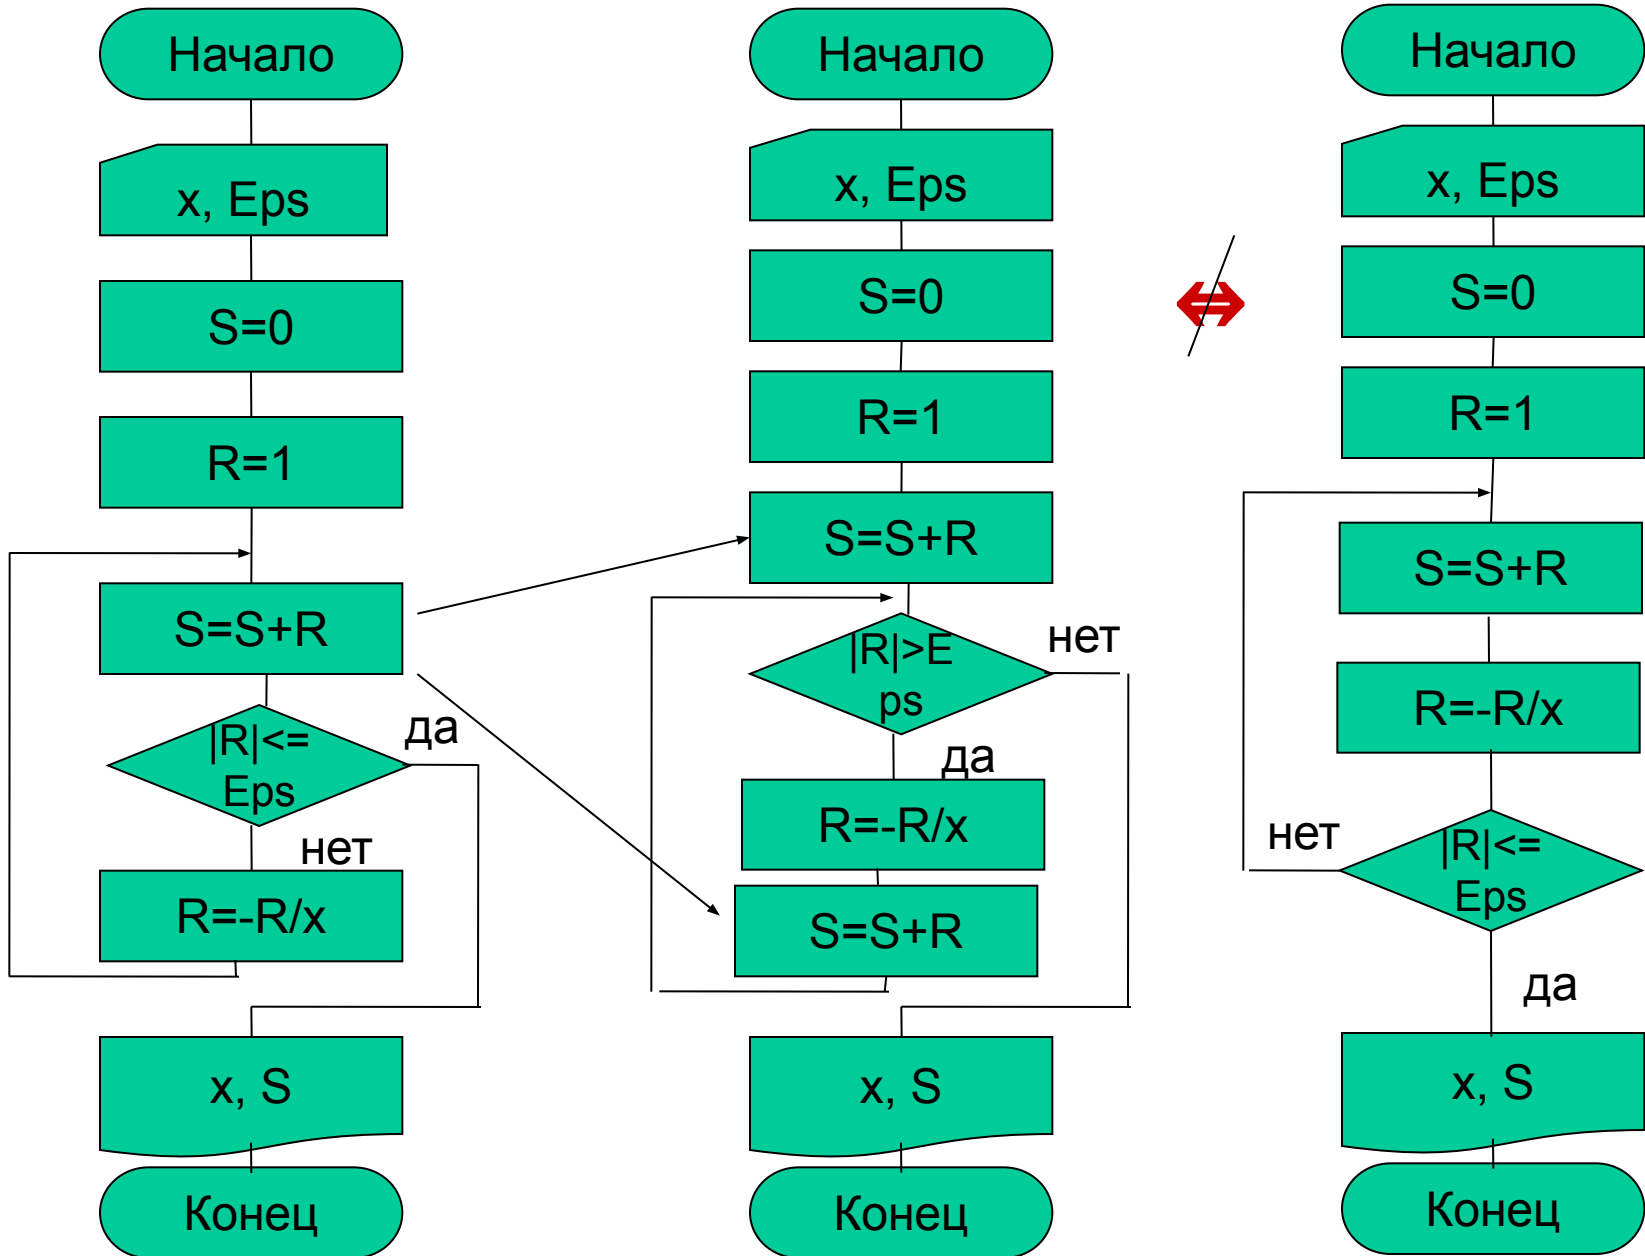 Начало
x, Eps
S=0
R=1
S=S+R
|R|<=
Eps
да
нет
R=-R/x
x, S
Конец
Начало
x, Eps
S=0
R=1
S=S+R
|R|>E
ps
нет
да
R=-R/x
S=S+R
x, S
Конец
Начало
x, Eps
S=0
R=1
S=S+R
R=-R/x
|R|<=
Eps
нет
да
x, S
Конец